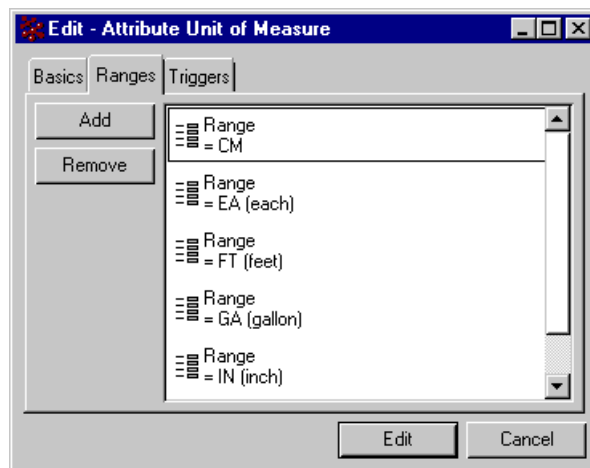 Edit - Attribute Unit of Measure
Basics Ranges Triggers
Add
Remove
Range
= CM
Range
= EA (each)
Range
= FT (feet)
Range
= GA (gallon)
Range
= IN (inch)
Edit Cancel